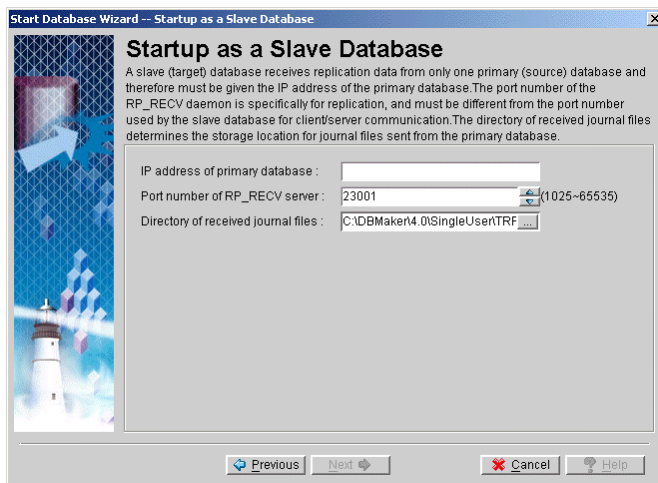 Start Database Wizard -- Startup as a Slave Database
Startup as a Slave Database
A slave (target) database receives replication data from only one primary (source) database and
therefore must be given the IP address of the primary database.The port number of the
RP_RECV daemon is specifically for replication, and must be different from the port number
used by the slave database for client/server communication.The directory of received journal files
determines the storage location for journal files sent from the primary database.
IP address of primary database :
Port number of RP_RECV server : 23001 (1025~65535)
Directory of received journal files : C:\DBMaker\4.0\SingleUser\TRF ...
Previous Next Cancel Help